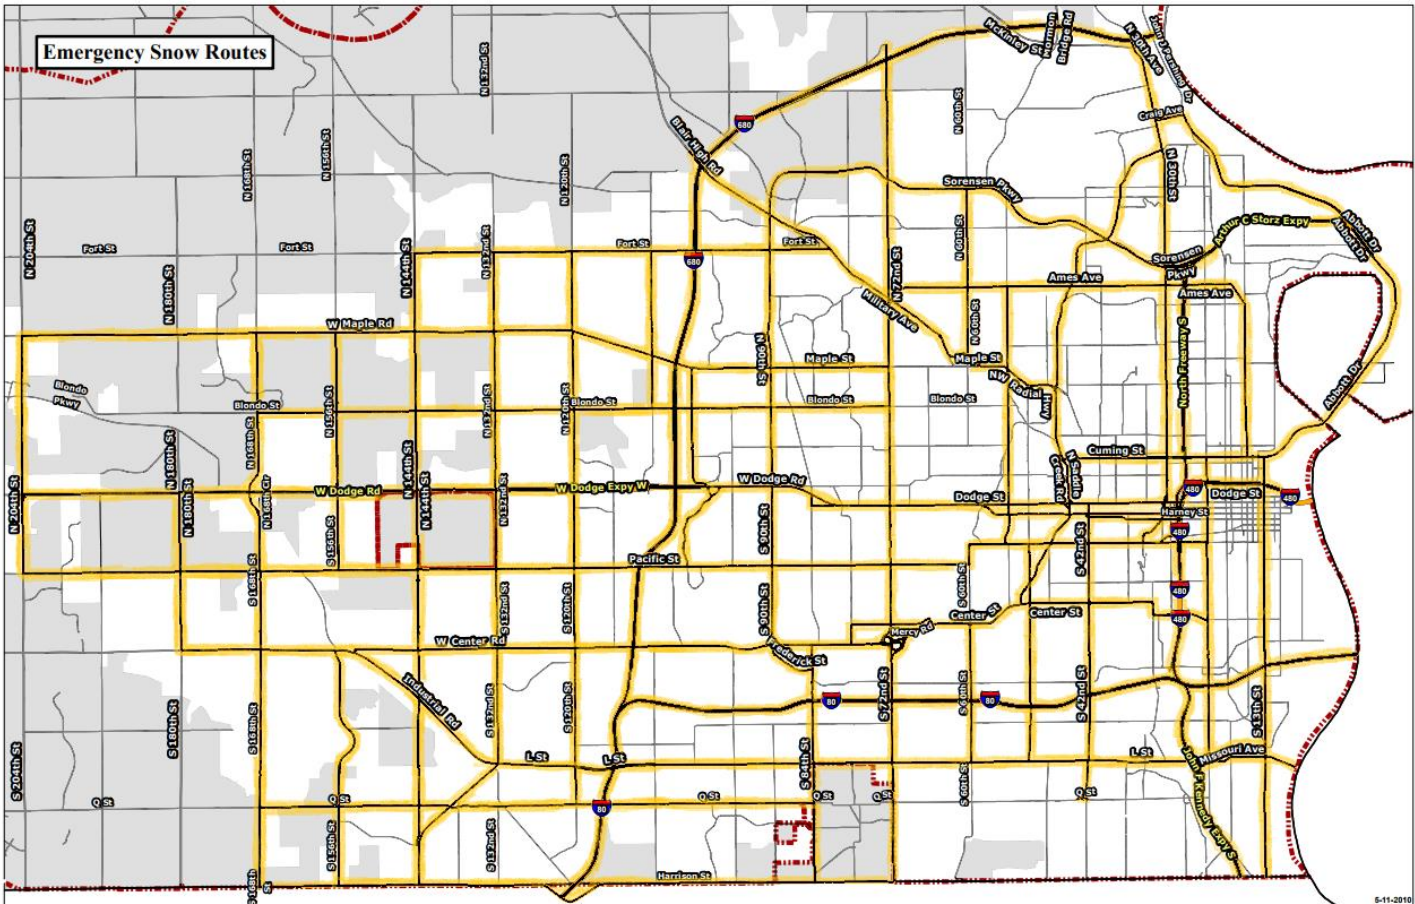 Emergency Snow Routes
McKinley St
Mormon
Bridge Rd
N 30th Ave
John J Pershing Dr
N 132nd St
680
N 60th St
Craig Ave
Blair High Rd
N 156th St
N 168th St
N 120th St
N 30th St
Sorensen Pkwy
Arthur C Storz Expy
Abbott Dr
Abbott Dr
N 204th St
Fort St
Fort St
N 144th St
N 132nd St
Fort St
Fort St
N 60th St
680
Sorensen
Pkwy
N 72nd St
Ames Ave
Ames Ave
N 180th St
Military Ave
W Maple Rd
N 60th St
N 90th St
Maple St
Maple St
North Freeway S
NW Radial
Hwy
Abbott Dr
Blondo
Pkwy
Blondo St
N 156th St
N 132nd St
N 120th St
Blondo St
Blondo St
Blondo St
N 168th St
N 180th St
N 144th St
Cuming St
N Saddle
Creek Rd
N 204th St
N 180th St
N 168th Cir
W Dodge Rd
N 144th St
N 132nd St
W Dodge Expy W
W Dodge Rd
Dodge St
480
Dodge St
480
Harney St
S 156th St
S 90th St
480
S 42nd St
Pacific St
S 168th St
S 132nd St
S 120th St
S 90th St
S 60th St
480
Center St
Center St
480
Mercy Rd
W Center Rd
Frederick St
Industrial Rd
S 180th St
S 168th St
S 132nd St
S 120th St
80
S 72nd St
S 60th St
80
S 42nd St
S 13th St
S 204th St
L St
L St
S 84th St
L St
Missouri Ave
John F Kennedy Expy S
S 60th St
Q St
Q St
80
Q St
Q St
Q St
Q St
S 156th St
S 132nd St
S 168th
St
Harrison St
5-11-2010